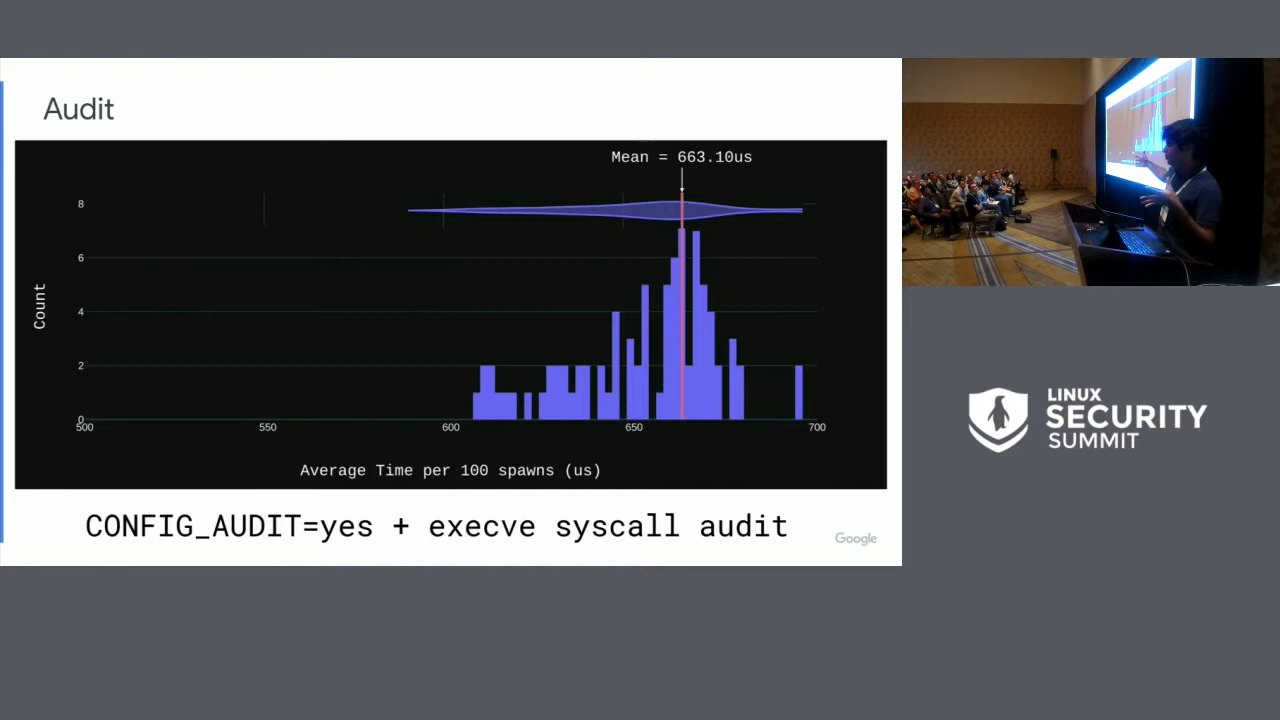 Audit
Mean = 663.10us
8
6
4
2
0
Count
500 550 600 650 700
Average Time per 100 spawns (us)
CONFIG_AUDIT=yes + execve syscall audit
Google
LINUX
SECURITY
SUMMIT